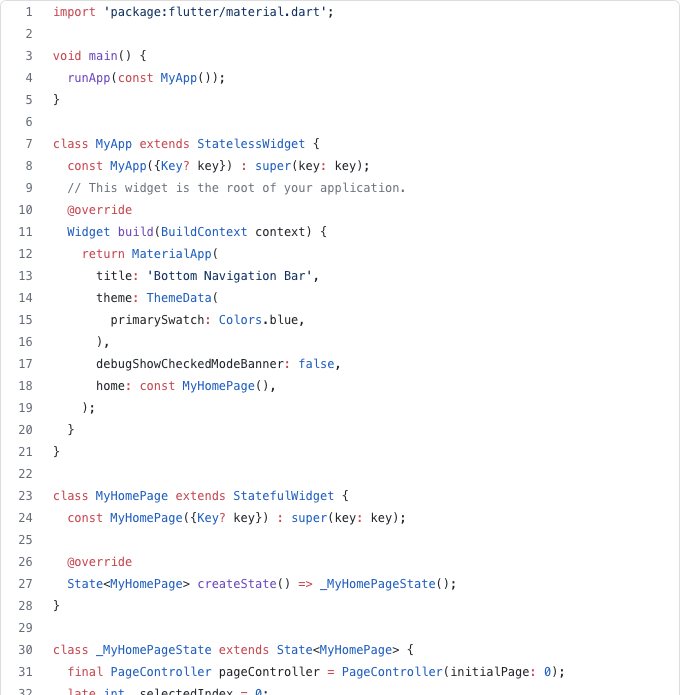 1 import 'package:flutter/material.dart';
2
3 void main() {
4   runApp(const MyApp());
5 }
6
7 class MyApp extends StatelessWidget {
8   const MyApp({Key? key}) : super(key: key);
9   // This widget is the root of your application.
10   @override
11   Widget build(BuildContext context) {
12     return MaterialApp(
13       title: 'Bottom Navigation Bar',
14       theme: ThemeData(
15         primarySwatch: Colors.blue,
16       ),
17       debugShowCheckedModeBanner: false,
18       home: const MyHomePage(),
19     );
20   }
21 }
22
23 class MyHomePage extends StatefulWidget {
24   const MyHomePage({Key? key}) : super(key: key);
25
26   @override
27   State<MyHomePage> createState() => _MyHomePageState();
28 }
29
30 class _MyHomePageState extends State<MyHomePage> {
31   final PageController pageController = PageController(initialPage: 0);
32   late int _selectedIndex = 0;